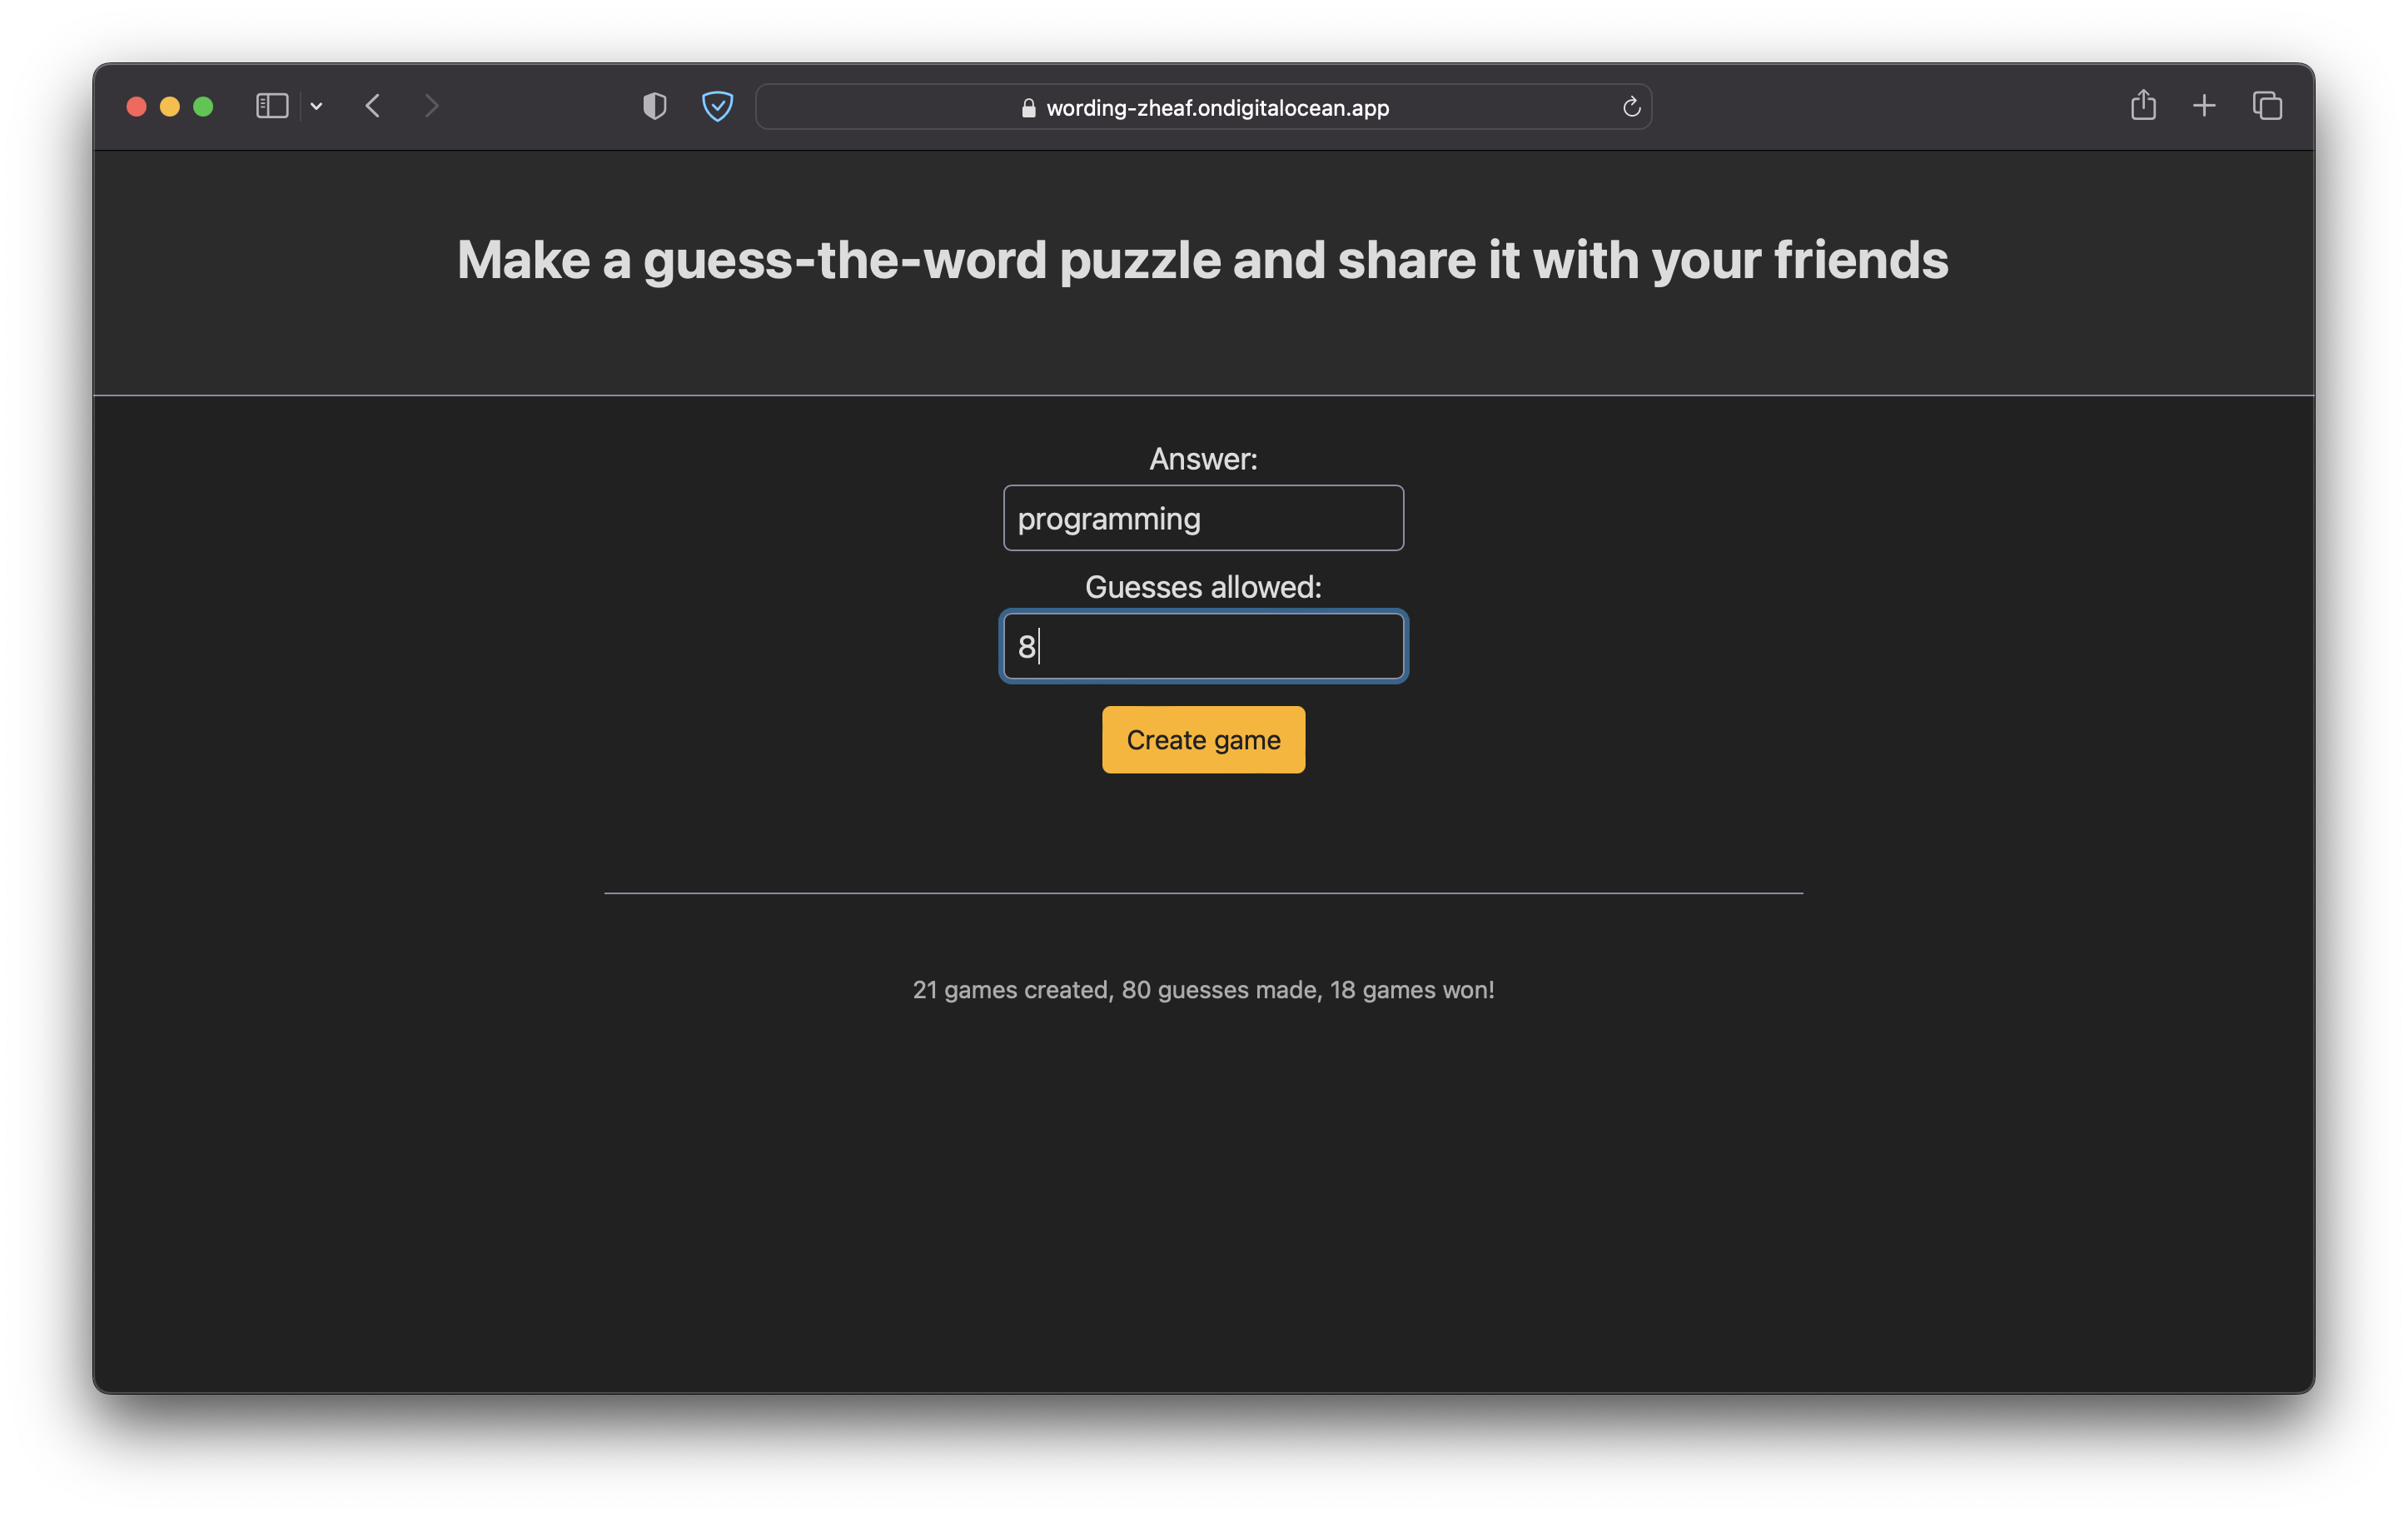 wording-zheaf.ondigitalocean.app
Make a guess-the-word puzzle and share it with your friends
Answer:
programming
Guesses allowed:
8
Create game
21 games created, 80 guesses made, 18 games won!